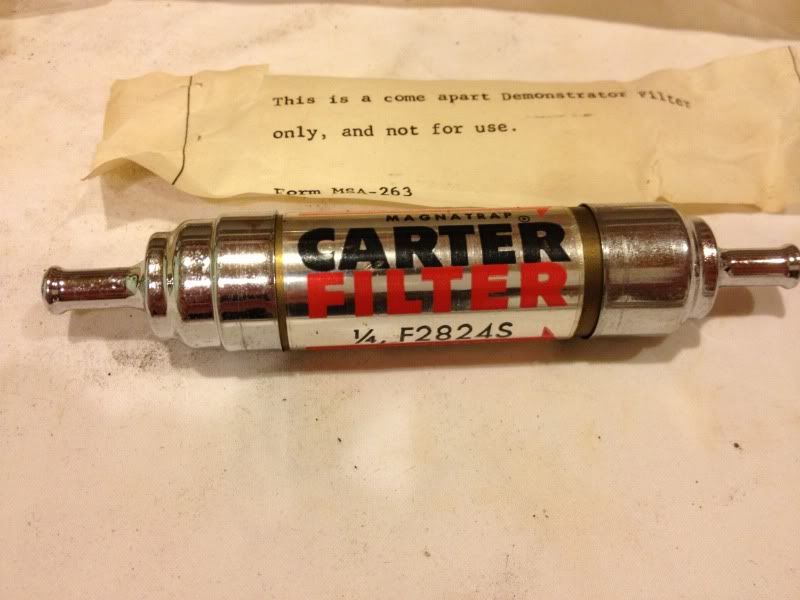 This is a come apart Demonstrator Filter
only, and not for use.
Form MSA-263
MAGNATRAP®
CARTER
FILTER
1/4 F2824S